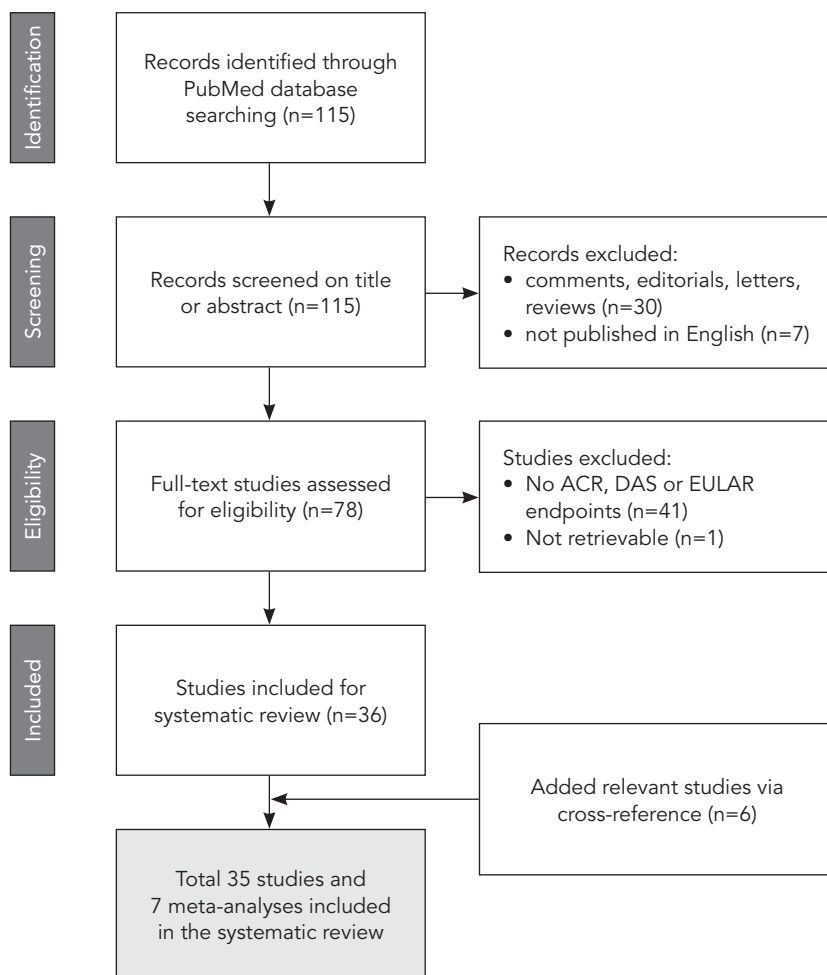 Identification
Records identified through
PubMed database
searching (n=115)
Screening
Records screened on title
or abstract (n=115)
Records excluded:
• comments, editorials, letters,
reviews (n=30)
• not published in English (n=7)
Eligibility
Full-text studies assessed
for eligibility (n=78)
Studies excluded:
• No ACR, DAS or EULAR
endpoints (n=41)
• Not retrievable (n=1)
Included
Studies included for
systematic review (n=36)
Added relevant studies via
cross-reference (n=6)
Total 35 studies and
7 meta-analyses included
in the systematic review